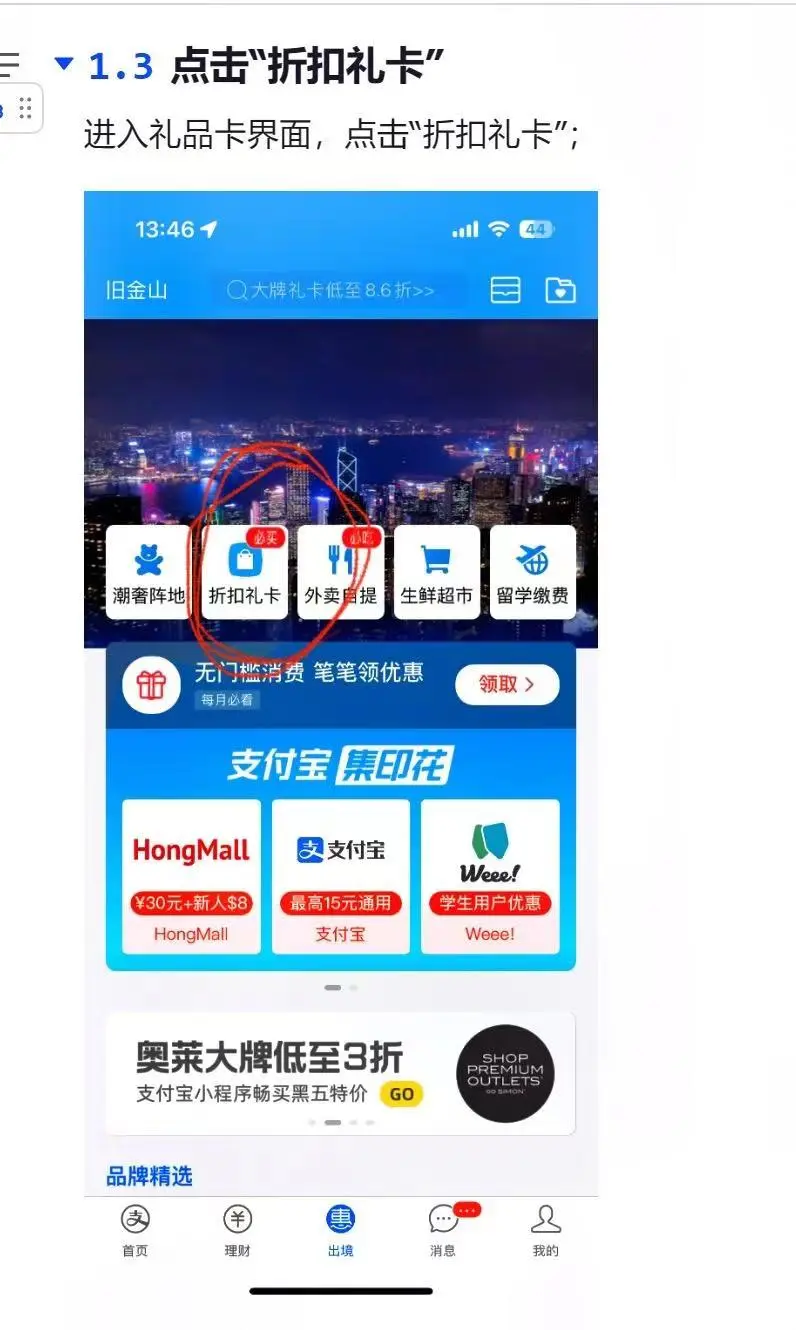 1.3 点击“折扣礼卡”
进入礼品卡界面，点击“折扣礼卡”；
13:46
44
旧金山
大牌礼卡低至8.6折>>
必买
必吃
潮奢阵地
折扣礼卡
外卖自提
生鲜超市
留学缴费
无门槛消费 笔笔领优惠
每月必看
领取 >
支付宝 集印花
HongMall
支付宝
Weee!
¥30元+新人$8
最高15元通用
学生用户优惠
HongMall
支付宝
Weee!
奥莱大牌低至3折
支付宝小程序畅买黑五特价
GO
SHOP
PREMIUM
OUTLETS
SIMON
品牌精选
首页
理财
惠
出境
消息
我的